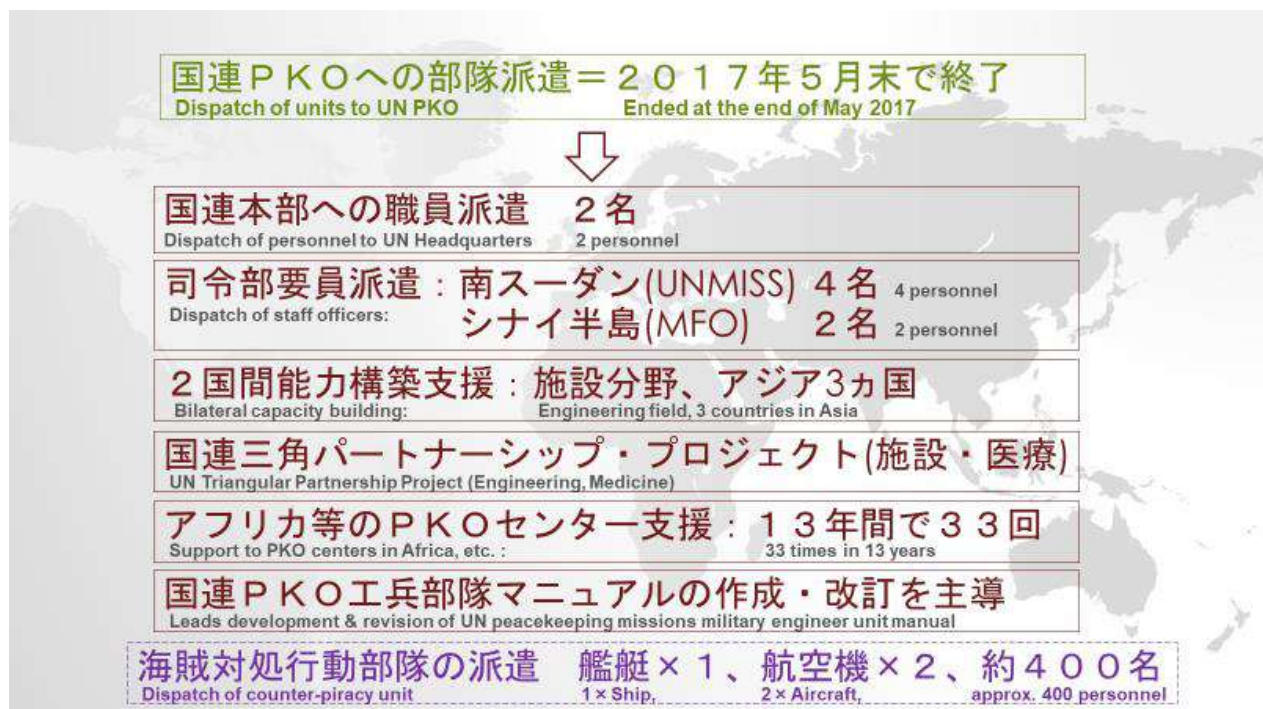 国連ＰＫＯへの部隊派遣＝２０１７年５月末で終了
Dispatch of units to UN PKO Ended at the end of May 2017
国連本部への職員派遣　２名
Dispatch of personnel to UN Headquarters 2 personnel
司令部要員派遣：南スーダン(UNMISS) ４名 4 personnel
Dispatch of staff officers:
シナイ半島(MFO)　２名 2 personnel
２国間能力構築支援：施設分野、アジア3ヵ国
Bilateral capacity building: Engineering field, 3 countries in Asia
国連三角パートナーシップ・プロジェクト(施設・医療)
UN Triangular Partnership Project (Engineering, Medicine)
アフリカ等のＰＫＯセンター支援：１３年間で３３回
Support to PKO centers in Africa, etc. : 33 times in 13 years
国連ＰＫＯ工兵部隊マニュアルの作成・改訂を主導
Leads development & revision of UN peacekeeping missions military engineer unit manual
海賊対処行動部隊の派遣　艦艇×１、航空機×２、約４００名
Dispatch of counter-piracy unit 1 × Ship, 2 × Aircraft, approx. 400 personnel